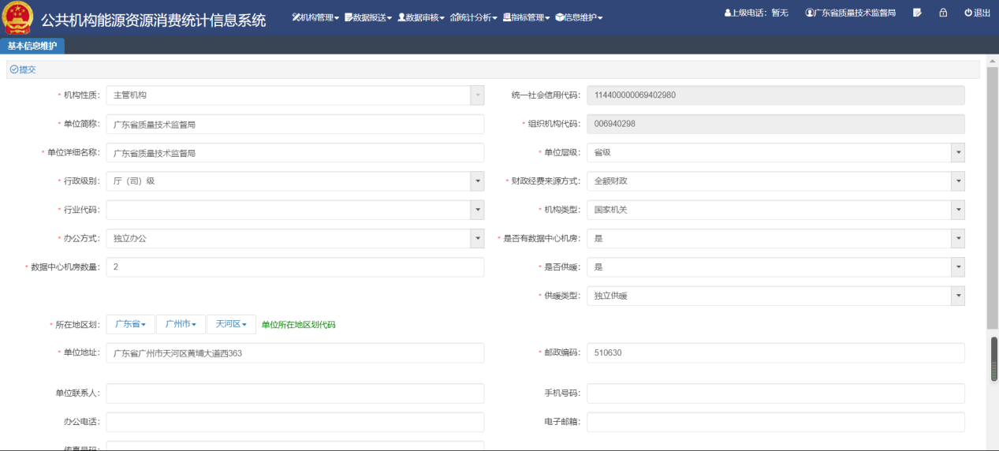 公共机构能源资源消费统计信息系统 机构管理 数据报送 数据审核 统计分析 指标管理 信息维护 上级电话：暂无 广东省质量技术监督局 退出
基本信息维护
提交
* 机构性质： 主管机构 统一社会信用代码： 114400000069402980
* 单位简称： 广东省质量技术监督局 * 组织机构代码： 006940298
* 单位详细名称： 广东省质量技术监督局 * 单位层级： 省级
* 行政级别： 厅（司）级 * 财政经费来源方式： 全额财政
* 行业代码： * 机构类型： 国家机关
* 办公方式： 独立办公 * 是否有数据中心机房： 是
* 数据中心机房数量： 2 * 是否供暖： 是
* 供暖类型： 独立供暖
* 所在地区划： 广东省 广州市 天河区 单位所在地区划代码
* 单位地址： 广东省广州市天河区黄埔大道西363 * 邮政编码： 510630
单位联系人： 手机号码：
办公电话： 电子邮箱：
传真号码：